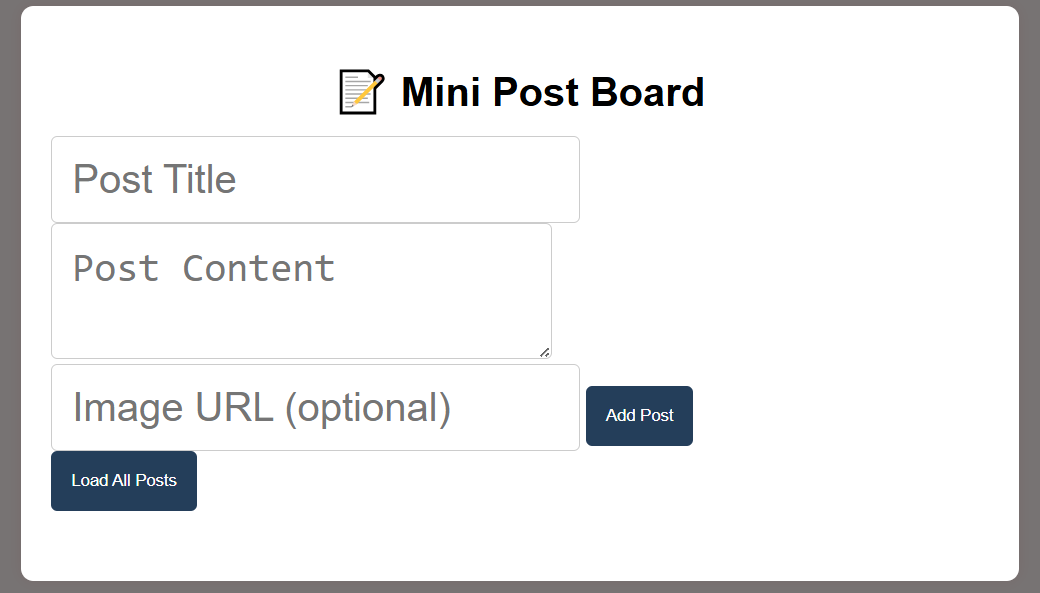 Mini Post Board
Post Title
Post Content
Image URL (optional)
Add Post
Load All Posts